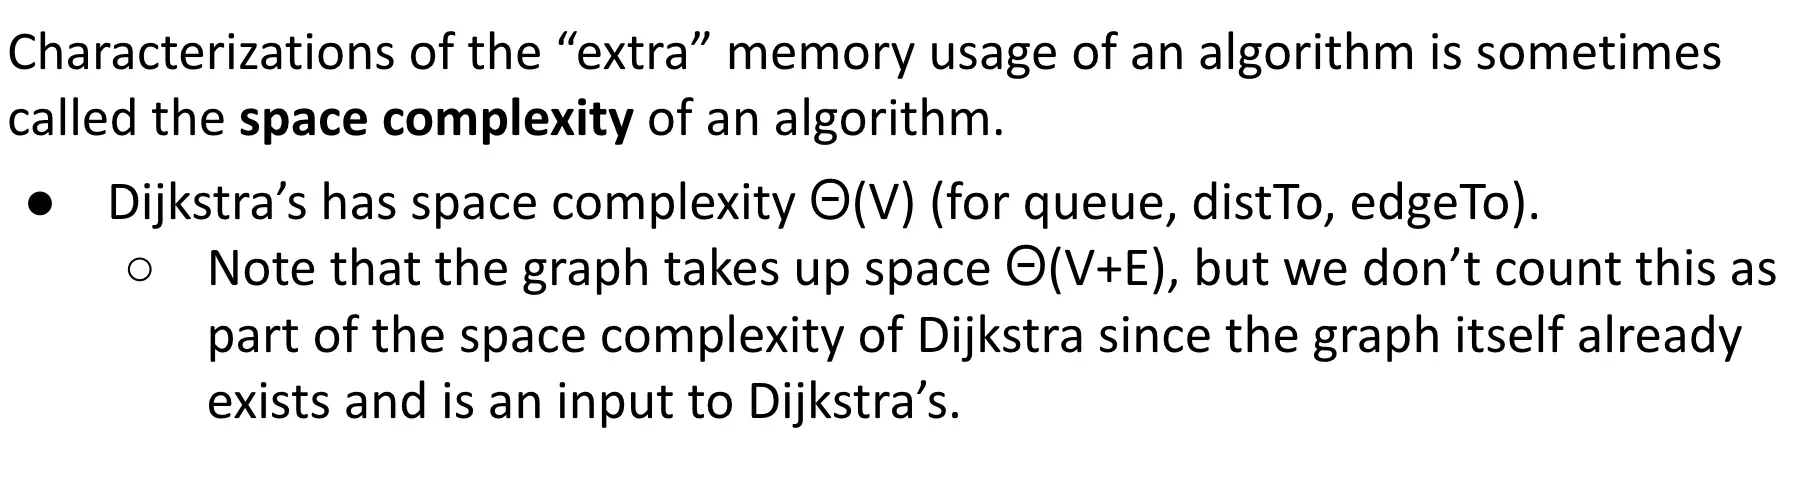 Characterizations of the “extra” memory usage of an algorithm is sometimes
called the space complexity of an algorithm.
● Dijkstra’s has space complexity Θ(V) (for queue, distTo, edgeTo).
○ Note that the graph takes up space Θ(V+E), but we don’t count this as
part of the space complexity of Dijkstra since the graph itself already
exists and is an input to Dijkstra’s.